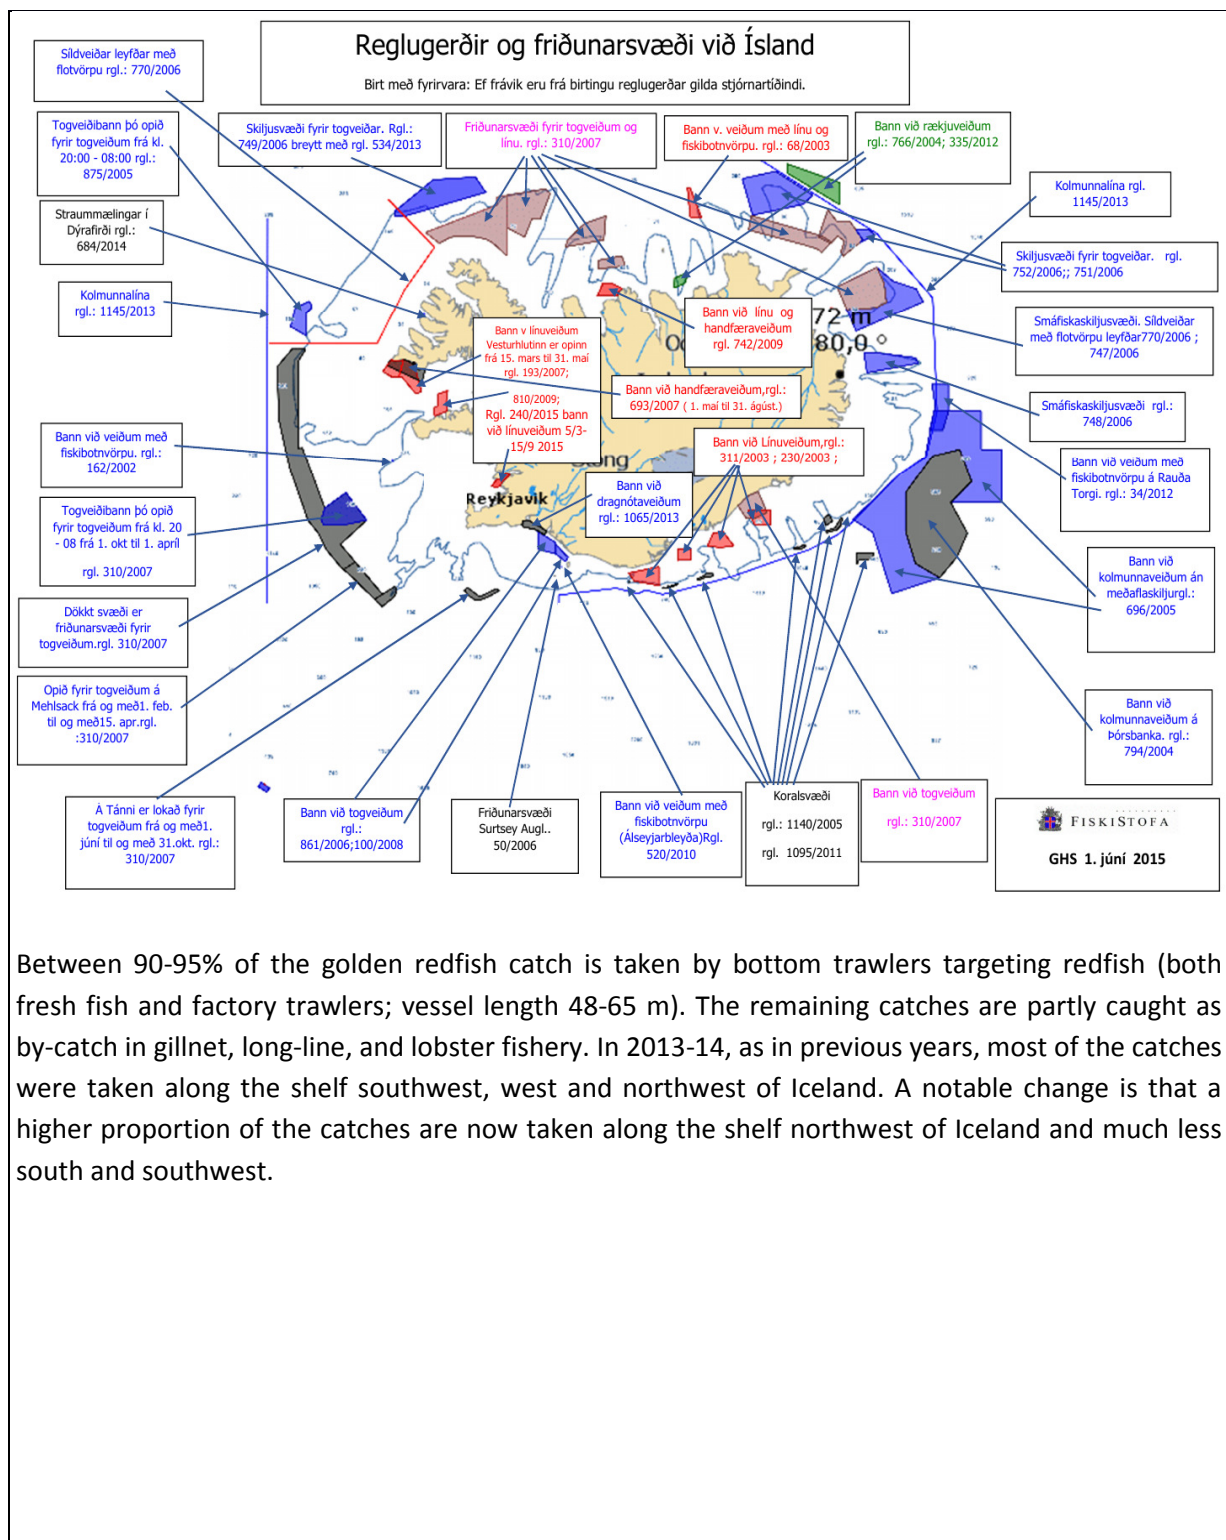 Reglugerðir og friðunarsvæði við Ísland
Birt með fyrirvara: Ef frávik eru frá birtingu reglugerðar gilda stjórnartíðindi.
Síldveiðar leyfðar með
flotvörpu rgl.: 770/2006
Togveiðibann þó opið
fyrir togveiðum frá kl.
20:00 - 08:00 rgl.:
875/2005
Skiljusvæði fyrir togveiðar. Rgl.:
749/2006 breytt með rgl. 534/2013
Friðunarsvæði fyrir togveiðum og
línu. rgl.: 310/2007
Bann v. veiðum með línu og
fiskibotnvörpu. rgl.: 68/2003
Bann við rækjuveiðum
rgl.: 766/2004; 335/2012
Kolmunnalína rgl.
1145/2013
Straummælingar í
Dýrafirði rgl.:
684/2014
Skiljusvæði fyrir togveiðar. rgl.
752/2006;; 751/2006
Kolmunnalína
rgl.: 1145/2013
Bann v línuveiðum
Vesturhlutinn er opinn
frá 15. mars til 31. maí
rgl. 193/2007;
810/2009;
Rgl. 240/2015 bann
við línuveiðum 5/3-
15/9 2015
Bann við línu og
handfæraveiðum
rgl. 742/2009
72 m
80,0 °
Smáfiskaskiljusvæði. Síldveiðar
með flotvörpu leyfðar770/2006 ;
747/2006
Bann við handfæraveiðum,rgl.:
693/2007 ( 1. maí til 31. ágúst.)
Smáfiskaskiljusvæði rgl.:
748/2006
Bann við veiðum með
fiskibotnvörpu. rgl.:
162/2002
Bann við Línuveiðum,rgl.:
311/2003 ; 230/2003 ;
Bann við veiðum með
fiskibotnvörpu á Rauða
Torgi. rgl.: 34/2012
Reykjavik
Bann við
dragnótaveiðum
rgl.: 1065/2013
Togveiðibann þó opið
fyrir togveiðum frá kl. 20
- 08 frá 1. okt til 1. apríl
rgl. 310/2007
Bann við
kolmunnaveiðum án
meðaflaskiljurgl.:
696/2005
Dökkt svæði er
friðunarsvæði fyrir
togveiðum.rgl. 310/2007
Opið fyrir togveiðum á
Mehlsack frá og með1. feb.
til og með15. apr.rgl.
:310/2007
Bann við
kolmunnaveiðum á
Þórsbanka. rgl.:
794/2004
Á Tánni er lokað fyrir
togveiðum frá og með1.
júní til og með 31.okt. rgl.:
310/2007
Bann við togveiðum
rgl.:
861/2006;100/2008
Friðunarsvæði
Surtsey Augl..
50/2006
Bann við veiðum með
fiskibotnvörpu
(Álseyjarbleyða)Rgl.
520/2010
Koralsvæði
rgl.: 1140/2005
rgl. 1095/2011
Bann við togveiðum
rgl.: 310/2007
FISKISTOFA
GHS 1. júní 2015
Between 90-95% of the golden redfish catch is taken by bottom trawlers targeting redfish (both
fresh fish and factory trawlers; vessel length 48-65 m). The remaining catches are partly caught as
by-catch in gillnet, long-line, and lobster fishery. In 2013-14, as in previous years, most of the catches
were taken along the shelf southwest, west and northwest of Iceland. A notable change is that a
higher proportion of the catches are now taken along the shelf northwest of Iceland and much less
south and southwest.